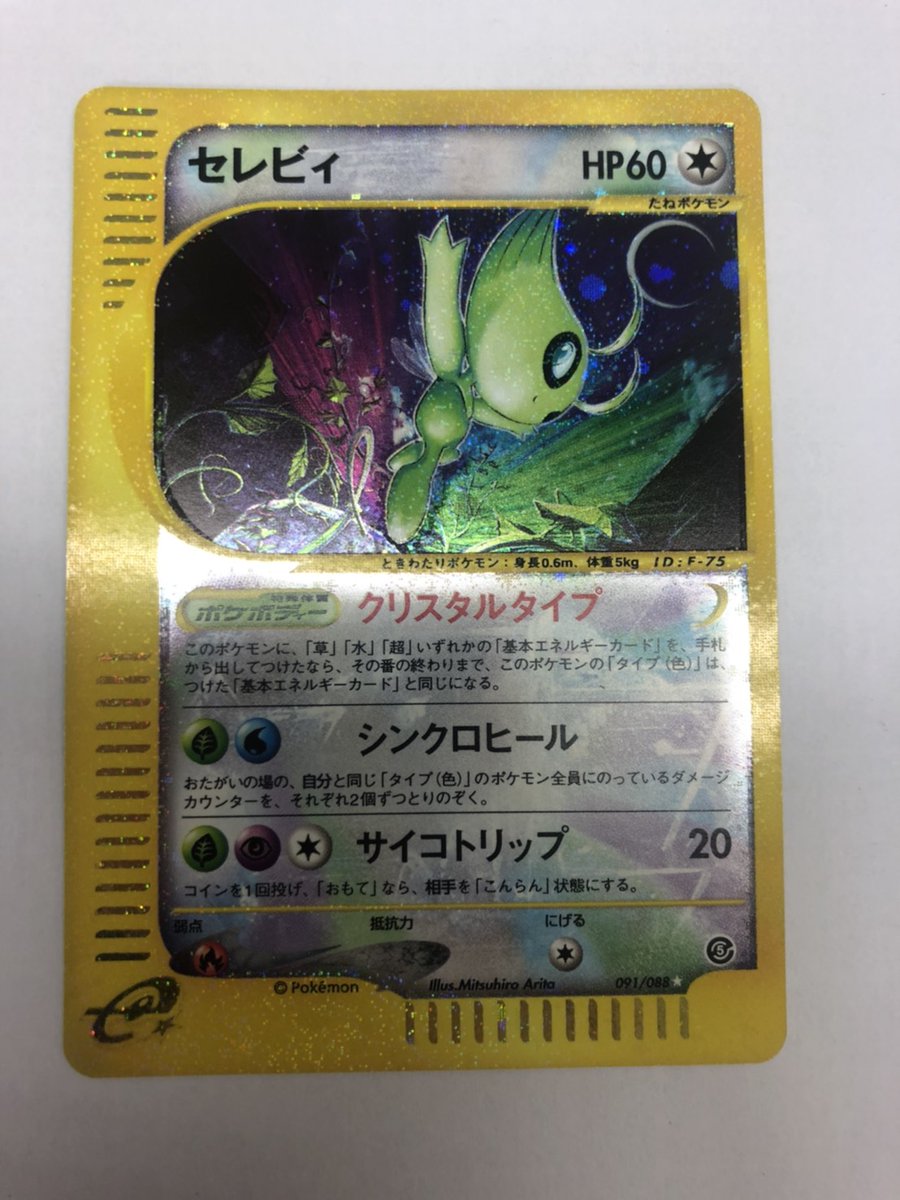 セレビィ HP60
たねポケモン
ときわたりポケモン：身長0.6m、体重5kg ID：F-75
特殊体質
ポケボディー クリスタルタイプ
このポケモンに、「草」「水」「超」いずれかの「基本エネルギーカード」を、手札
から出してつけたなら、その番の終わりまで、このポケモンの「タイプ（色）」は、
つけた「基本エネルギーカード」と同じになる。
シンクロヒール
おたがいの場の、自分と同じ「タイプ（色）」のポケモン全員にのっているダメージ
カウンターを、それぞれ2個ずつとりのぞく。
サイコトリップ 20
コインを1回投げ、「おもて」なら、相手を「こんらん」状態にする。
弱点 抵抗力 にげる
5
©Pokémon Illus.Mitsuhiro Arita 091/088★
e